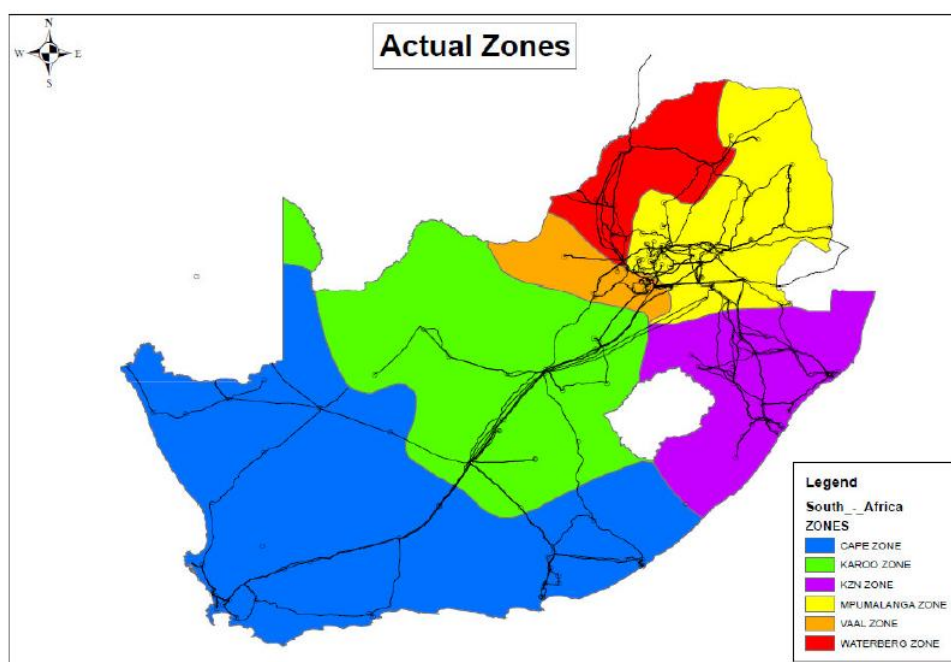 N
Actual Zones
W E
S
Legend
South_-_Africa
ZONES
CAPE ZONE
KAROO ZONE
KZN ZONE
MPUMALANGA ZONE
VAAL ZONE
WATERBERG ZONE